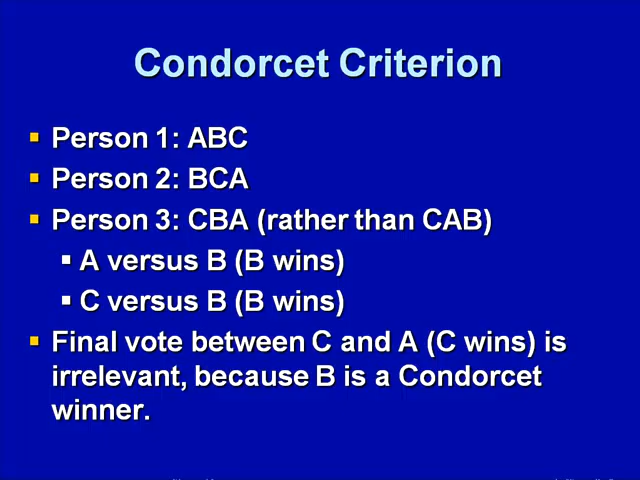 Condorcet Criterion
Person 1: ABC
Person 2: BCA
Person 3: CBA (rather than CAB)
A versus B (B wins)
C versus B (B wins)
Final vote between C and A (C wins) is
irrelevant, because B is a Condorcet
winner.